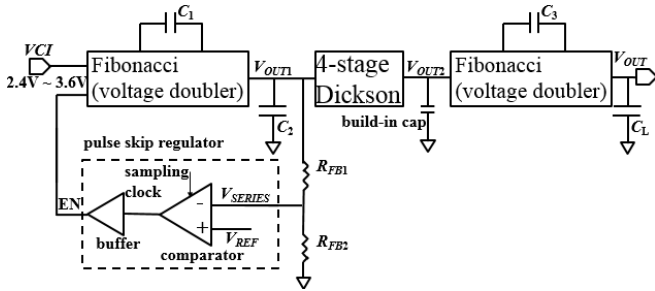 C1
C3
VCI
2.4V ~ 3.6V
Fibonacci
(voltage doubler)
VOUT1
4-stage
Dickson
VOUT2
Fibonacci
(voltage doubler)
VOUT
C2
build-in cap
CL
pulse skip regulator
sampling
clock
RFB1
EN
VSERIES
-
+
VREF
buffer
comparator
RFB2